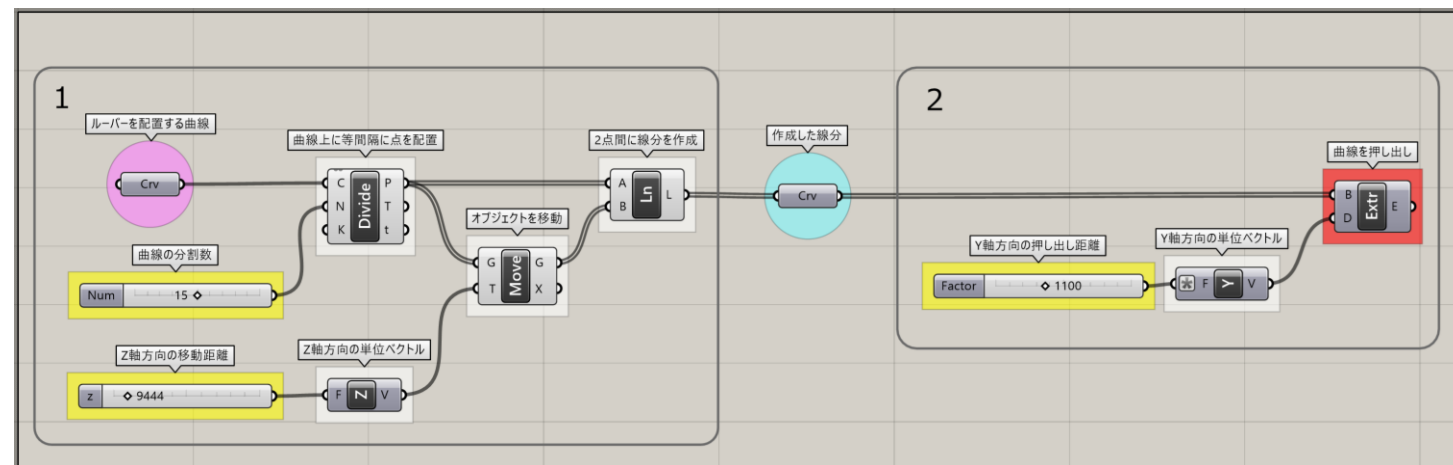 1
ルーバーを配置する曲線
Crv
曲線上に等間隔に点を配置
C
N
K
Divide
P
T
t
曲線の分割数
Num
15
Z軸方向の移動距離
z
9444
Z軸方向の単位ベクトル
F
Z
V
オブジェクトを移動
G
T
Move
G
X
2点間に線分を作成
A
B
Ln
L
作成した線分
Crv
2
曲線を押し出し
B
D
Extr
E
Y軸方向の押し出し距離
Factor
1100
Y軸方向の単位ベクトル
F
Y
V